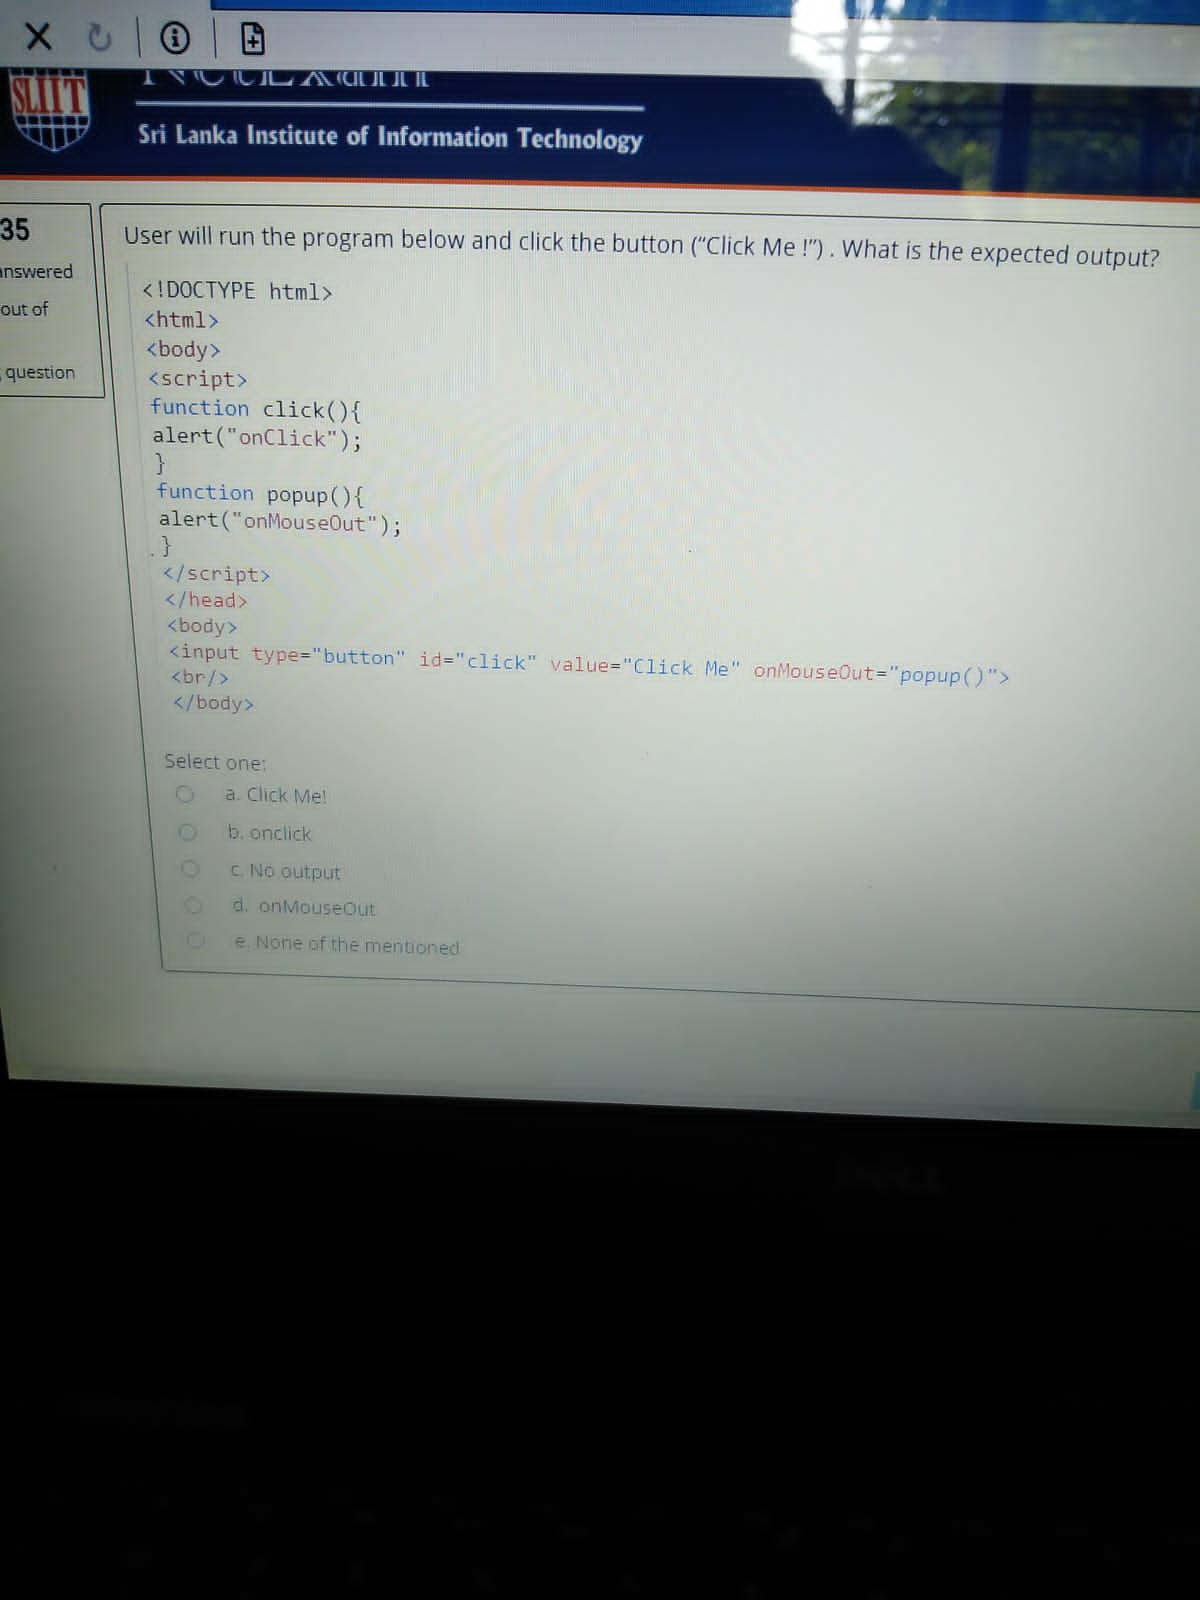 SLIIT
NetExam
Sri Lanka Institute of Information Technology
35
answered
out of
question
User will run the program below and click the button ("Click Me !") . What is the expected output?
<!DOCTYPE html>
<html>
<body>
<script>
function click(){
alert("onClick");
}
function popup(){
alert("onMouseOut");
}
</script>
</head>
<body>
<input type="button" id="click" value="Click Me" onMouseOut="popup()">
<br/>
</body>
Select one:
a. Click Me!
b. onclick
c. No output
d. onMouseOut
e. None of the mentioned